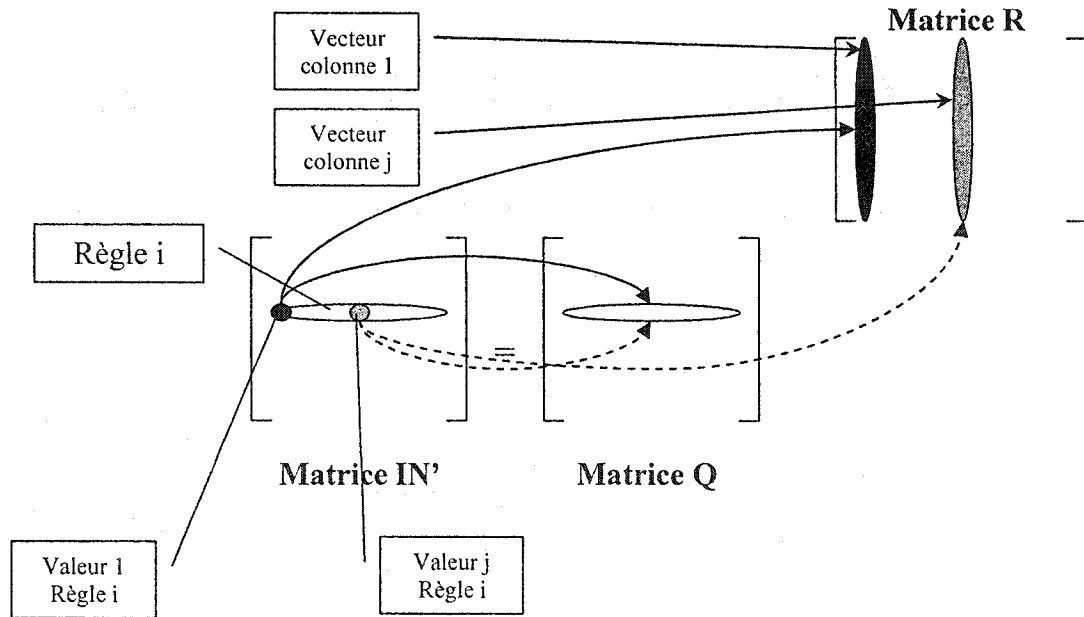 Matrice R
Vecteur
colonne 1
Vecteur
colonne j
Règle i
=
Matrice IN’
Matrice Q
Valeur 1
Règle i
Valeur j
Règle i